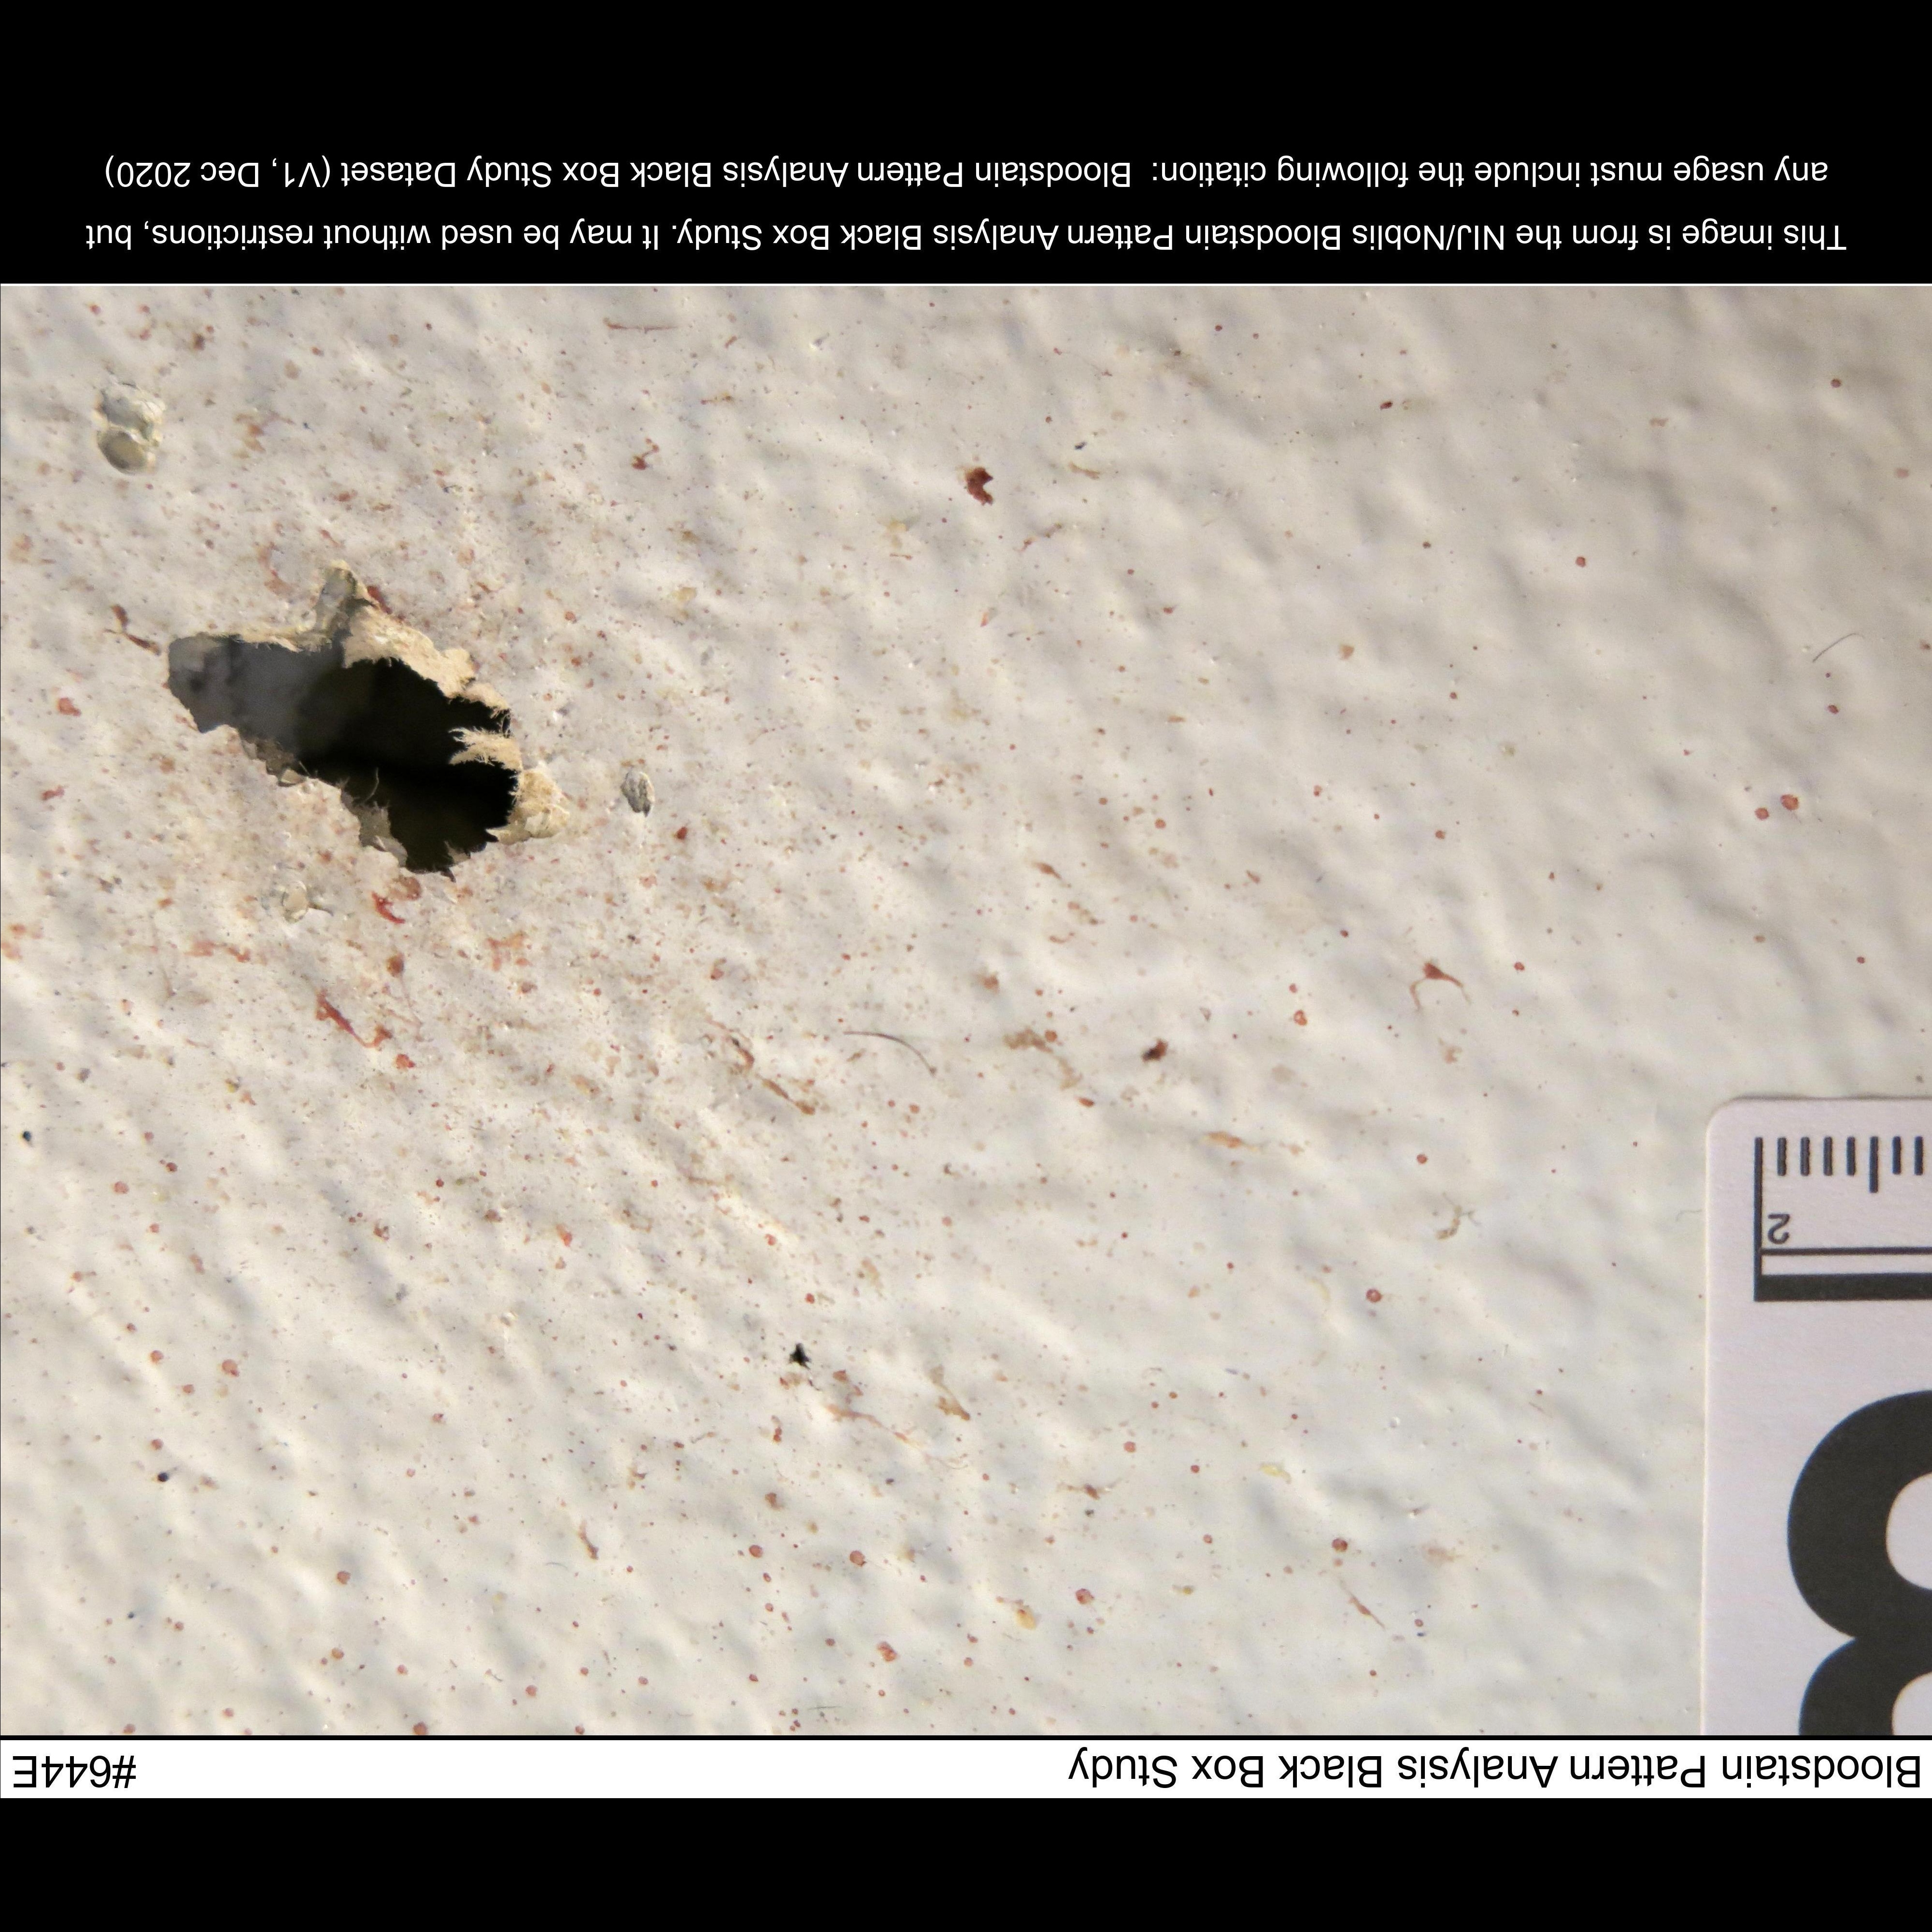 Bloodstain Pattern Analysis Black Box Study #644E
8
2
This image is from the NIJ/Noblis Bloodstain Pattern Analysis Black Box Study. It may be used without restrictions, but
any usage must include the following citation: Bloodstain Pattern Analysis Black Box Study Dataset (V1, Dec 2020)